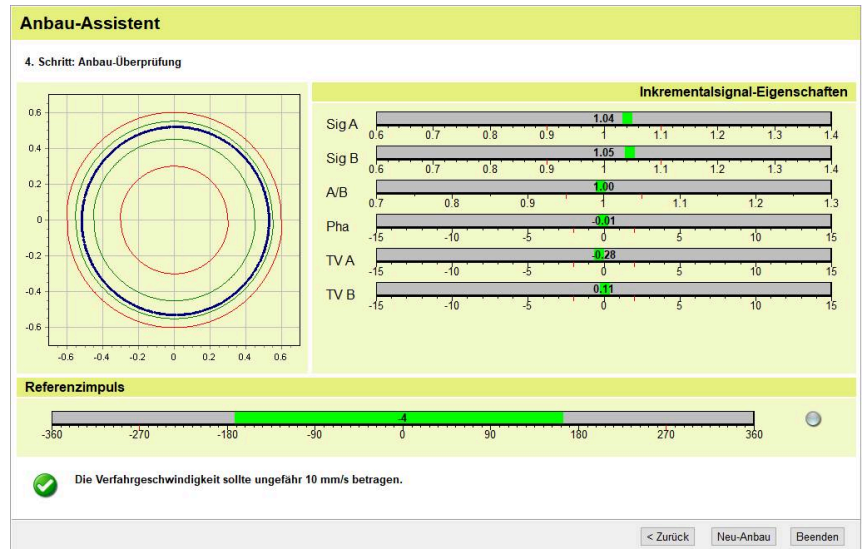 Anbau-Assistent
4. Schritt: Anbau-Überprüfung
Inkrementalsignal-Eigenschaften
0.6
0.4
0.2
0
-0.2
-0.4
-0.6
-0.6 -0.4 -0.2 0 0.2 0.4 0.6
Sig A 1.04
0.6 0.7 0.8 0.9 1 1.1 1.2 1.3 1.4
Sig B 1.05
0.6 0.7 0.8 0.9 1 1.1 1.2 1.3 1.4
A/B 1.00
0.7 0.8 0.9 1 1.1 1.2 1.3
Pha -0.01
-15 -10 -5 0 5 10 15
TV A -0.28
-15 -10 -5 0 5 10 15
TV B 0.11
-15 -10 -5 0 5 10 15
Referenzimpuls
-4
-360 -270 -180 -90 0 90 180 270 360
Die Verfahrgeschwindigkeit sollte ungefähr 10 mm/s betragen.
< Zurück Neu-Anbau Beenden